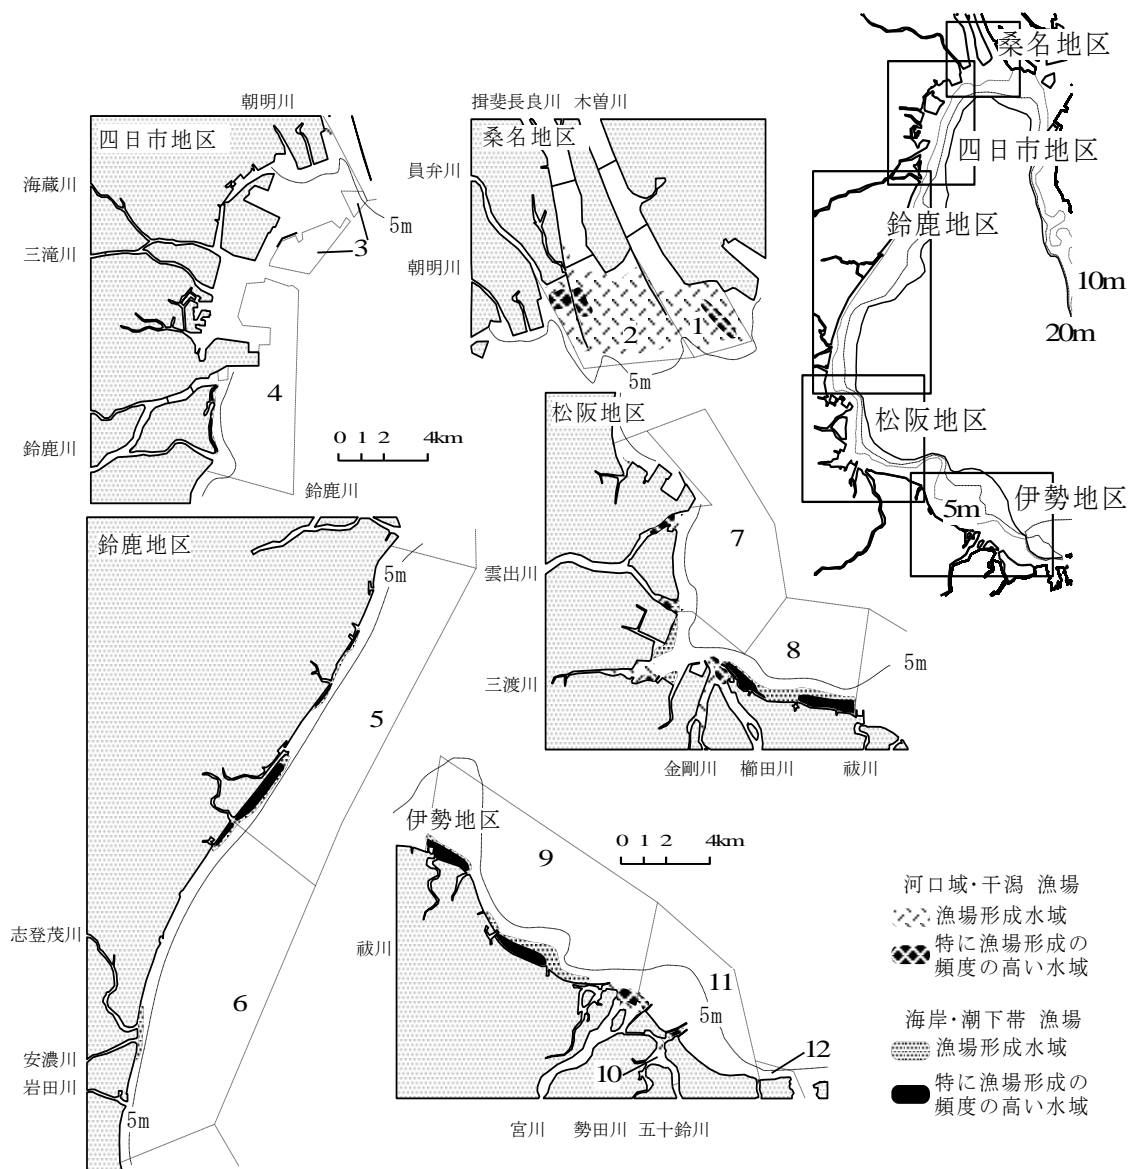 朝明川
四日市地区
海蔵川
三滝川
鈴鹿川
5m
3
4
0 1 2 4km
鈴鹿川
揖斐長良川 木曽川
桑名地区
員弁川
朝明川
1
2
5m
桑名地区
四日市地区
鈴鹿地区
10m
20m
松阪地区
伊勢地区
5m
松阪地区
雲出川
三渡川
7
8
5m
金剛川 櫛田川 祓川
鈴鹿地区
5m
5
6
志登茂川
安濃川
岩田川
5m
伊勢地区
0 1 2 4km
祓川
9
11
5m
10
12
宮川 勢田川 五十鈴川
河口域・干潟 漁場
漁場形成水域
特に漁場形成の
頻度の高い水域
海岸・潮下帯 漁場
漁場形成水域
特に漁場形成の
頻度の高い水域